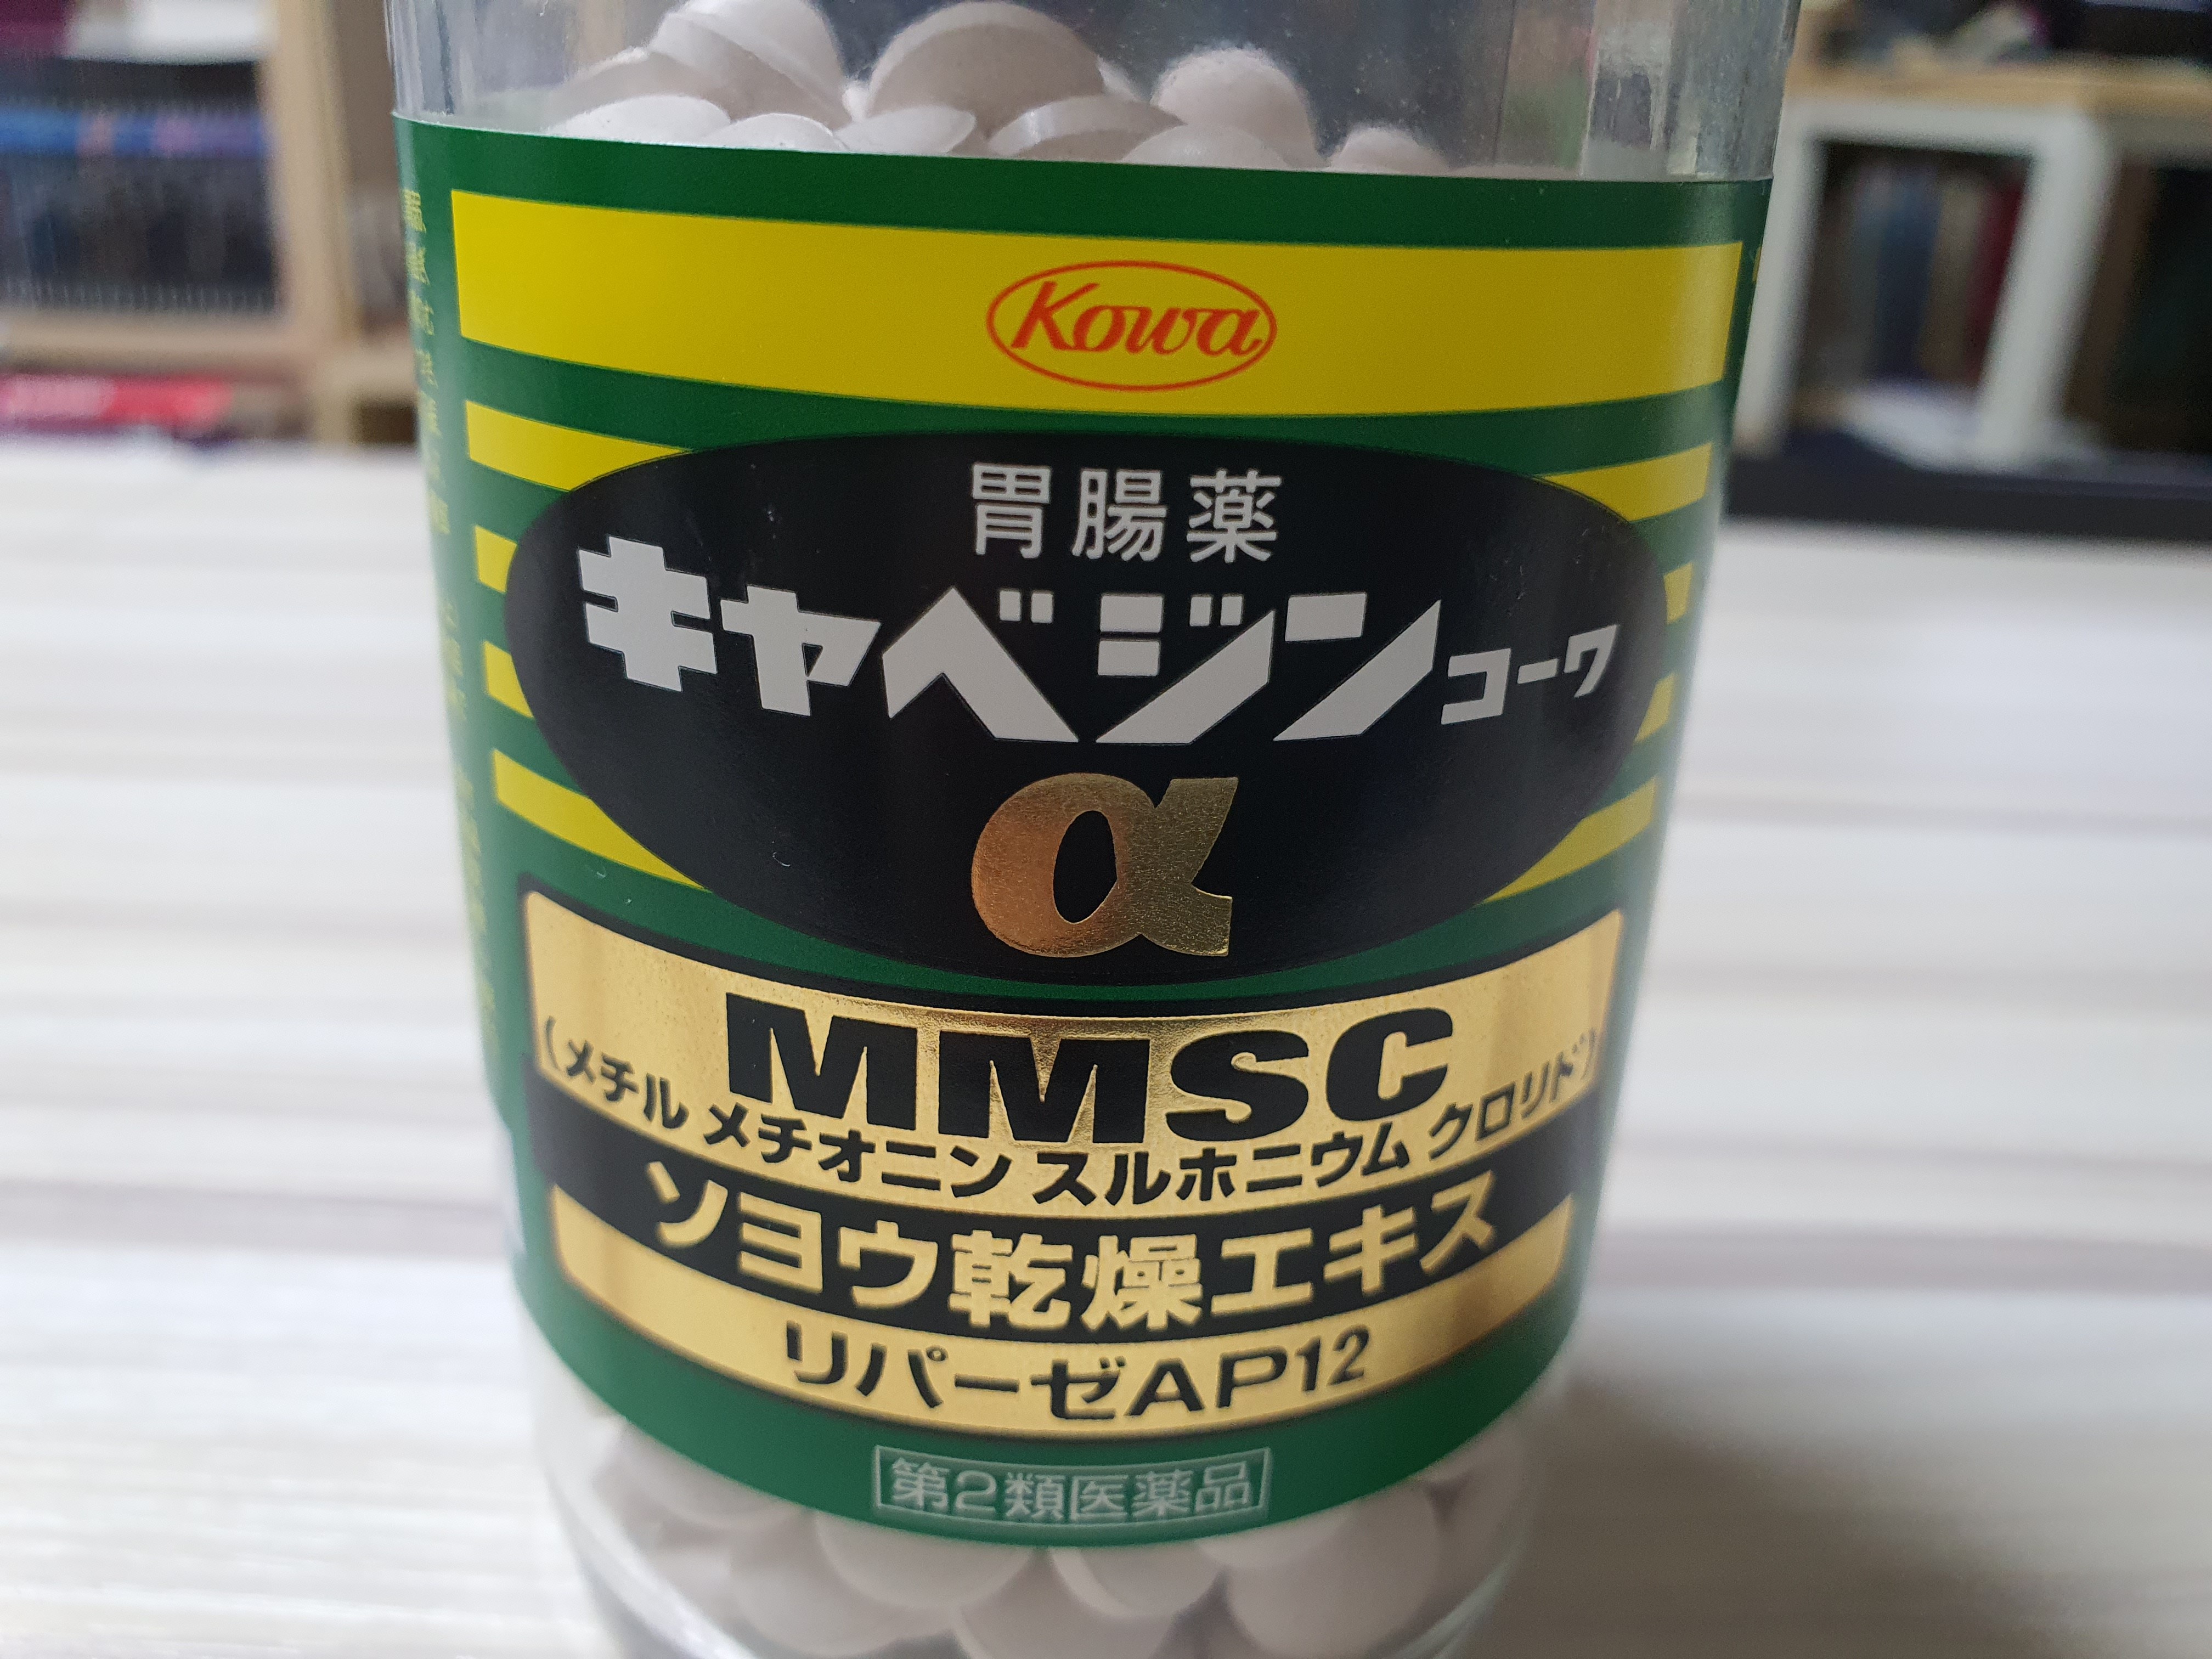 Kowa
胃腸薬
キャベジンコーワ
α
MMSC
(メチル メチオニン スルホニウム クロリド)
ソヨウ乾燥エキス
リパーゼAP12
第2類医薬品